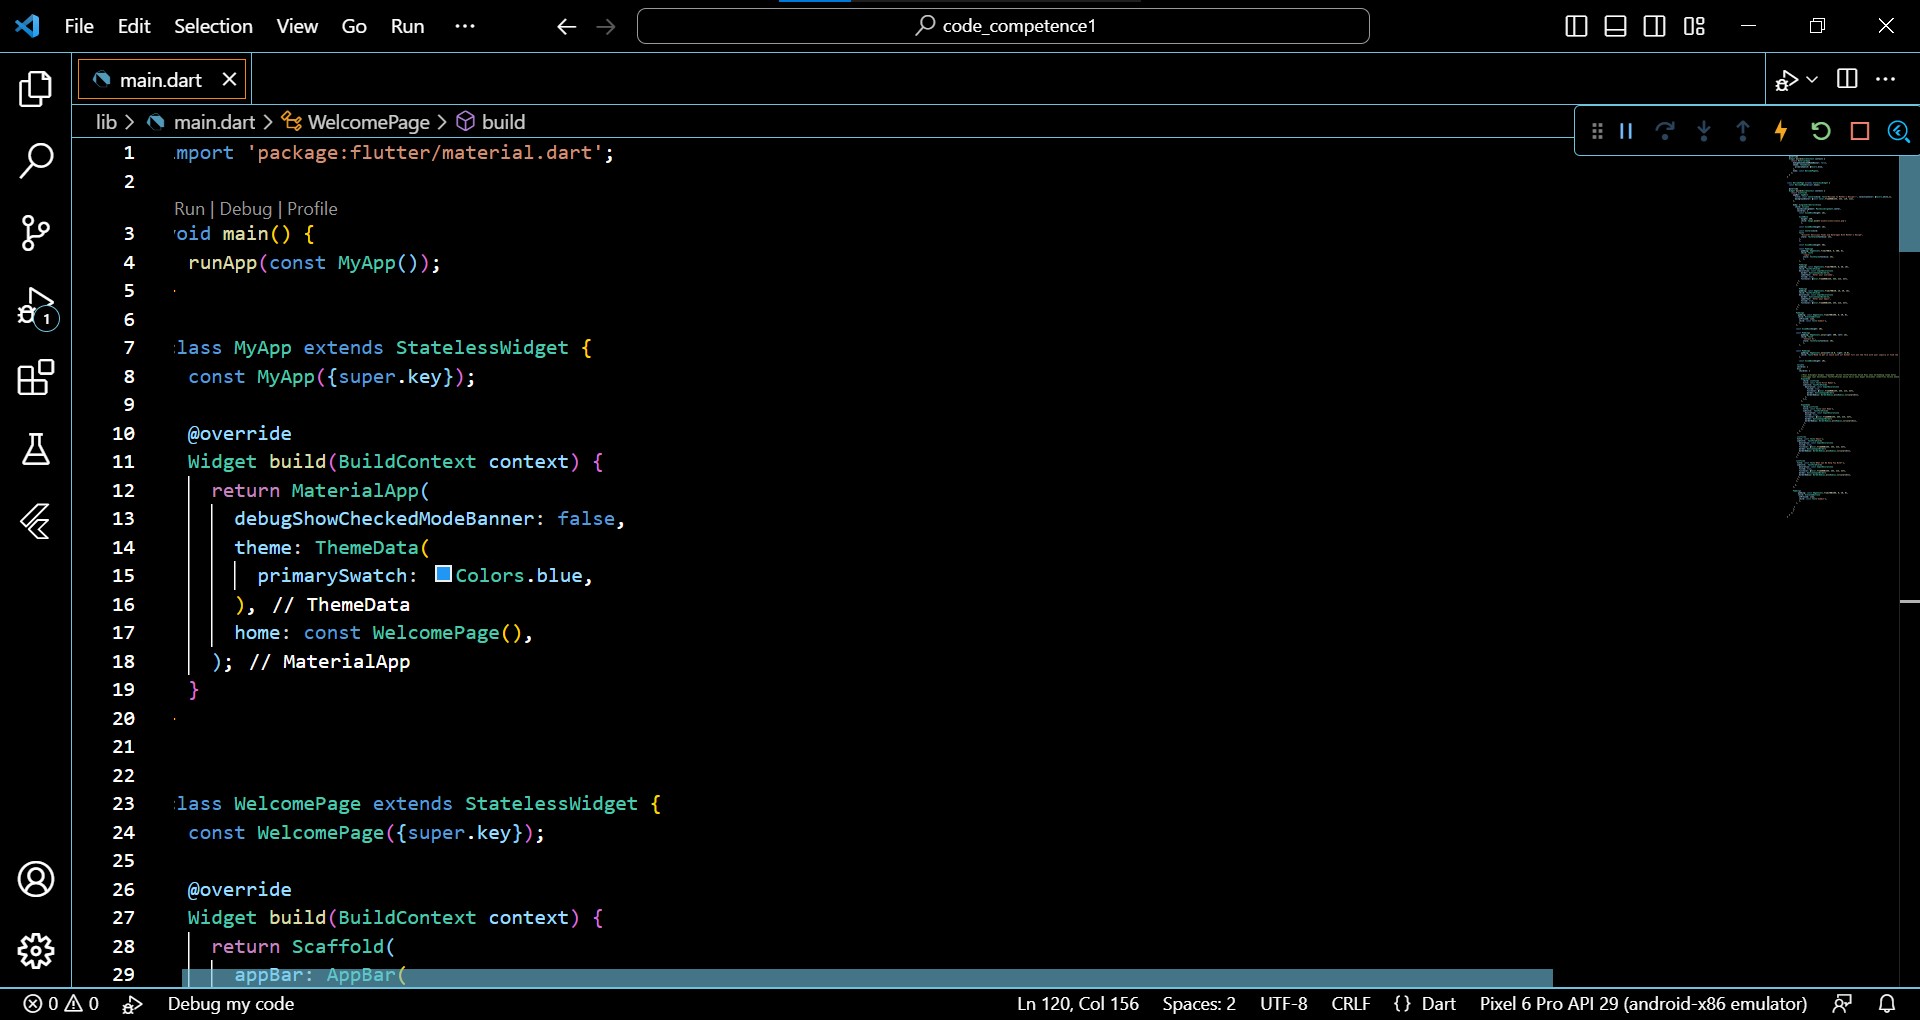 File Edit Selection View Go Run ··· code_competence1
main.dart
lib > main.dart > WelcomePage > build
1 mport 'package:flutter/material.dart';
2
Run | Debug | Profile
3 oid main() {
4 runApp(const MyApp());
5
6
7 lass MyApp extends StatelessWidget {
8 const MyApp({super.key});
9
10 @override
11 Widget build(BuildContext context) {
12 return MaterialApp(
13 debugShowCheckedModeBanner: false,
14 theme: ThemeData(
15 primarySwatch: Colors.blue,
16 ), // ThemeData
17 home: const WelcomePage(),
18 ); // MaterialApp
19 }
20
21
22
23 lass WelcomePage extends StatelessWidget {
24 const WelcomePage({super.key});
25
26 @override
27 Widget build(BuildContext context) {
28 return Scaffold(
29 appBar: AppBar(
1
0 0 Debug my code Ln 120, Col 156 Spaces: 2 UTF-8 CRLF {} Dart Pixel 6 Pro API 29 (android-x86 emulator)